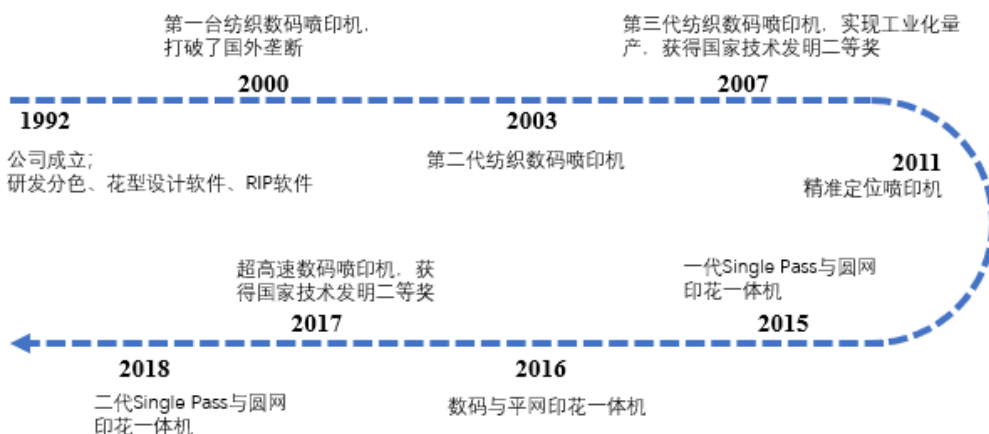 第一台纺织数码喷印机，
打破了国外垄断
2000
第三代纺织数码喷印机，实现工业化量
产，获得国家技术发明二等奖
2007
1992
公司成立；
研发分色、花型设计软件、RIP软件
2003
第二代纺织数码喷印机
2011
精准定位喷印机
一代Single Pass与圆网
印花一体机
2015
超高速数码喷印机，获
得国家技术发明二等奖
2017
2016
数码与平网印花一体机
2018
二代Single Pass与圆网
印花一体机